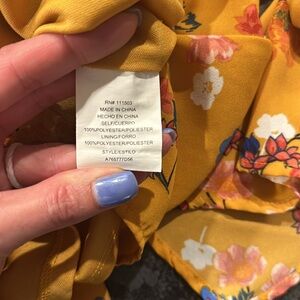 RN# 111503
MADE IN CHINA
HECHO EN CHINA
SELF/CUERPO
100%POLYESTER/POLIESTER
LINING/FORRO
100%POLYESTER/POLIESTER
STYLE/ESTILO
A765777D56